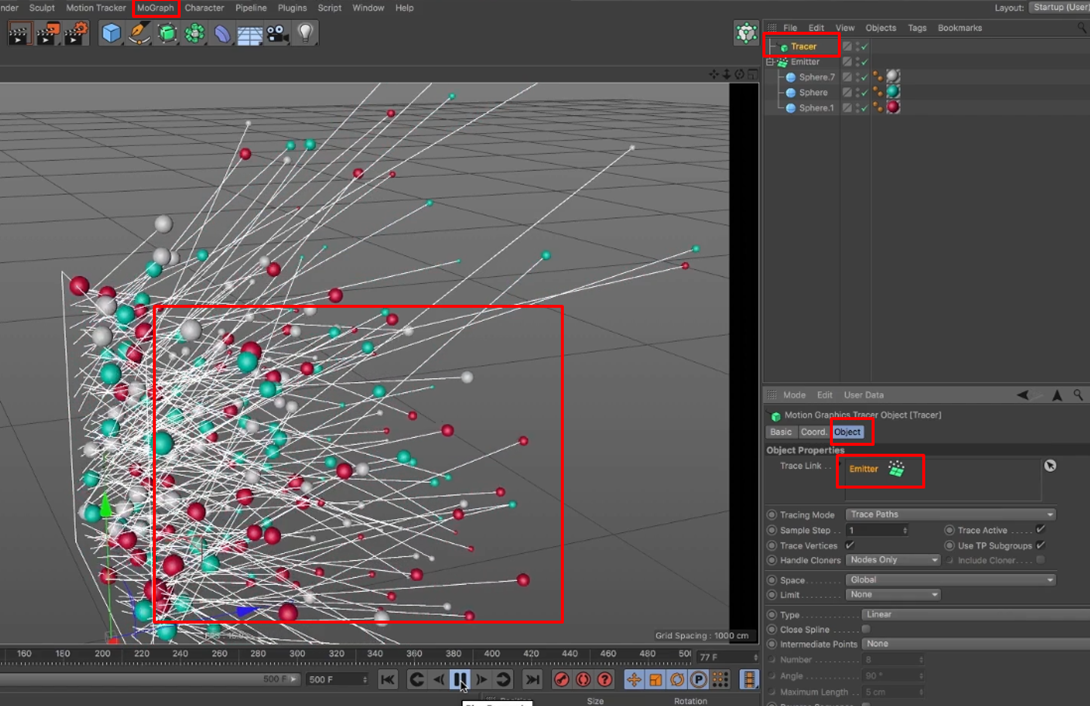 nder Sculpt Motion Tracker MoGraph Character Pipeline Plugins Script Window Help
Layout: Startup (User)
File Edit View Objects Tags Bookmarks
Tracer
Emitter
Sphere.7
Sphere
Sphere.1
Mode Edit User Data
Motion Graphics Tracer Object [Tracer]
Basic Coord. Object
Object Properties
Trace Link . . Emitter
Tracing Mode Trace Paths
Sample Step . 1 Trace Active . . . . .
Trace Vertices Use TP Subgroups
Handle Cloners Nodes Only Include Cloner. .
Space. . . . . . . . Global
Limit . . . . . . . . . None
Type . . . . . . . . . . . Linear
Close Spline . . . .
Intermediate Points None
Number . . . . . . . . 8
Angle . . . . . . . . . . 90 °
Maximum Length . 5 cm
Grid Spacing : 1000 cm
160 180 200 220 240 260 280 300 320 340 360 380 400 420 440 460 480 50 77 F
500 F 500 F
Size Rotation